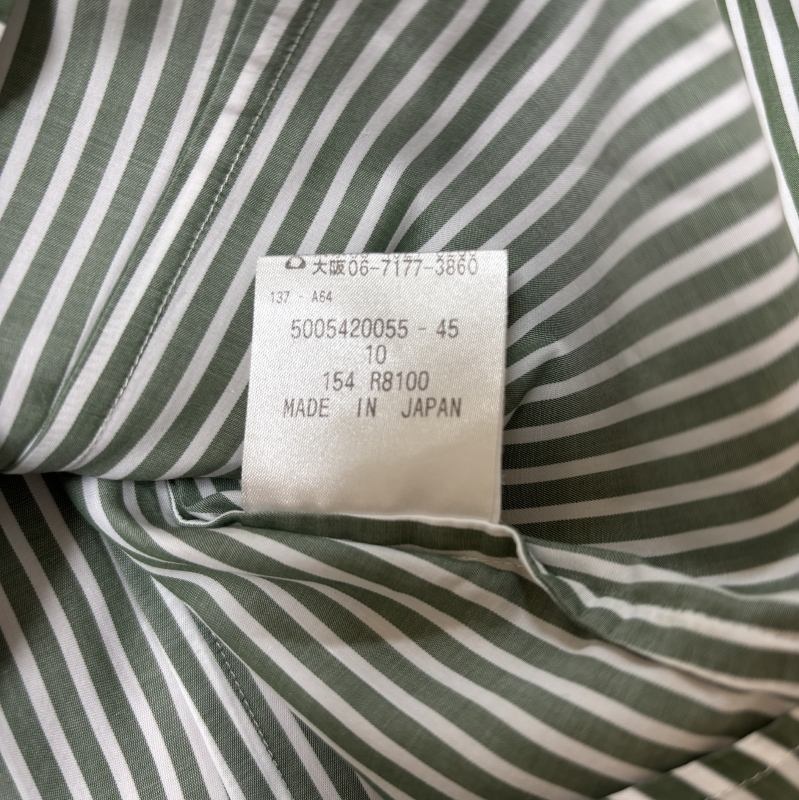 大阪06-7177-3860
137 - A64
5005420055 - 45
10
154 R8100
MADE IN JAPAN